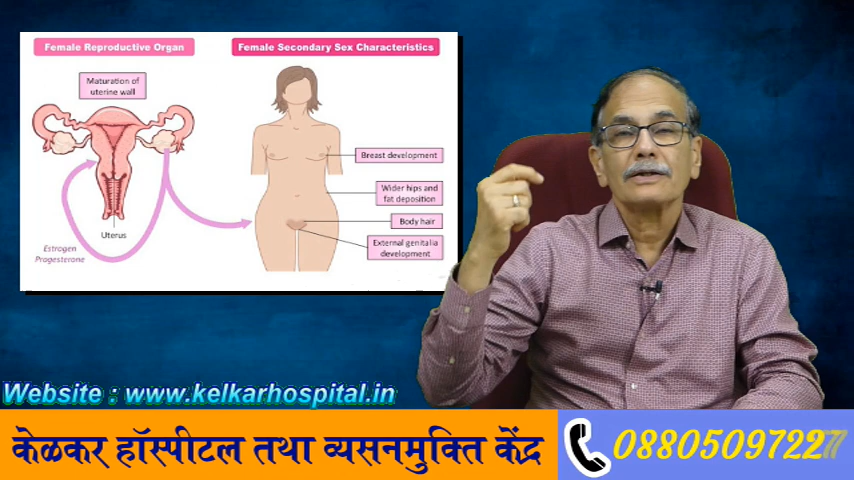 Female Reproductive Organ
Female Secondary Sex Characteristics
Maturation of
uterine wall
Uterus
Estrogen
Progesterone
Breast development
Wider hips and
fat deposition
Body hair
External genitalia
development
Website : www.kelkarhospital.in
केळकर हॉस्पीटल तथा व्यसनमुक्ति केंद्र
08805097227